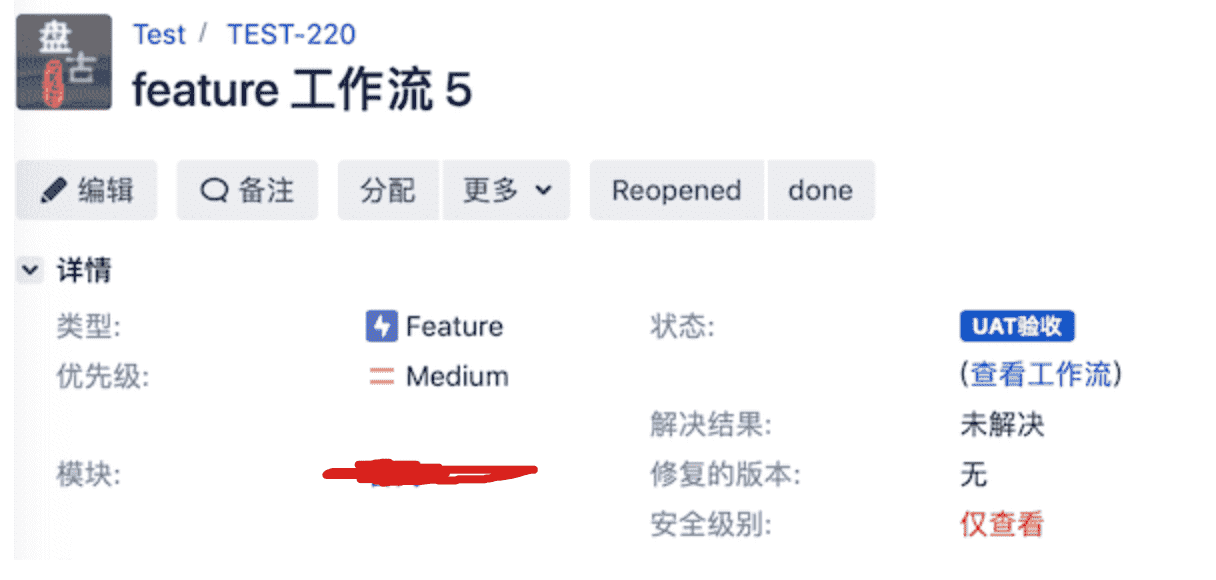 盘古
Test / TEST-220
feature 工作流 5
编辑 备注 分配 更多 Reopened done
详情
类型: Feature 状态: UAT验收
优先级: Medium (查看工作流)
解决结果: 未解决
模块: 修复的版本: 无
安全级别: 仅查看